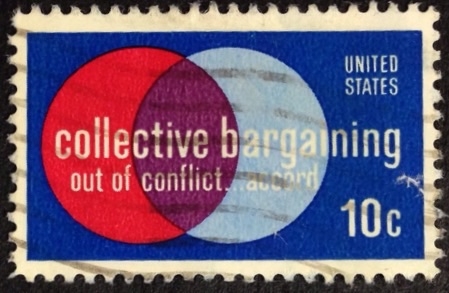 UNITED
STATES
collective bargaining
out of conflict...accord
10c